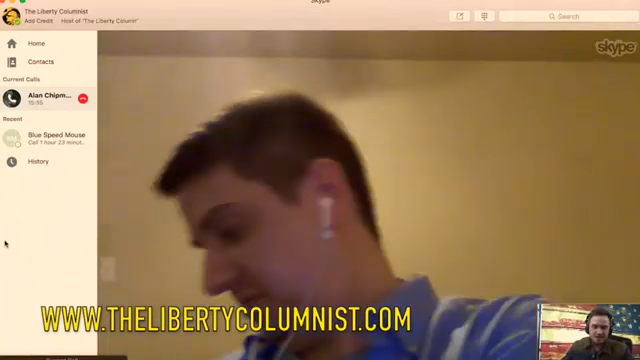 Skype
The Liberty Columnist
Add Credit Host of "The Liberty Column"
Search
Home
Contacts
Current Calls
Alan Chipm...
15:35
Recent
Blue Speed Mouse
Call 1 hour 23 minut...
History
skype
WWW.THELIBERTYCOLUMNIST.COM